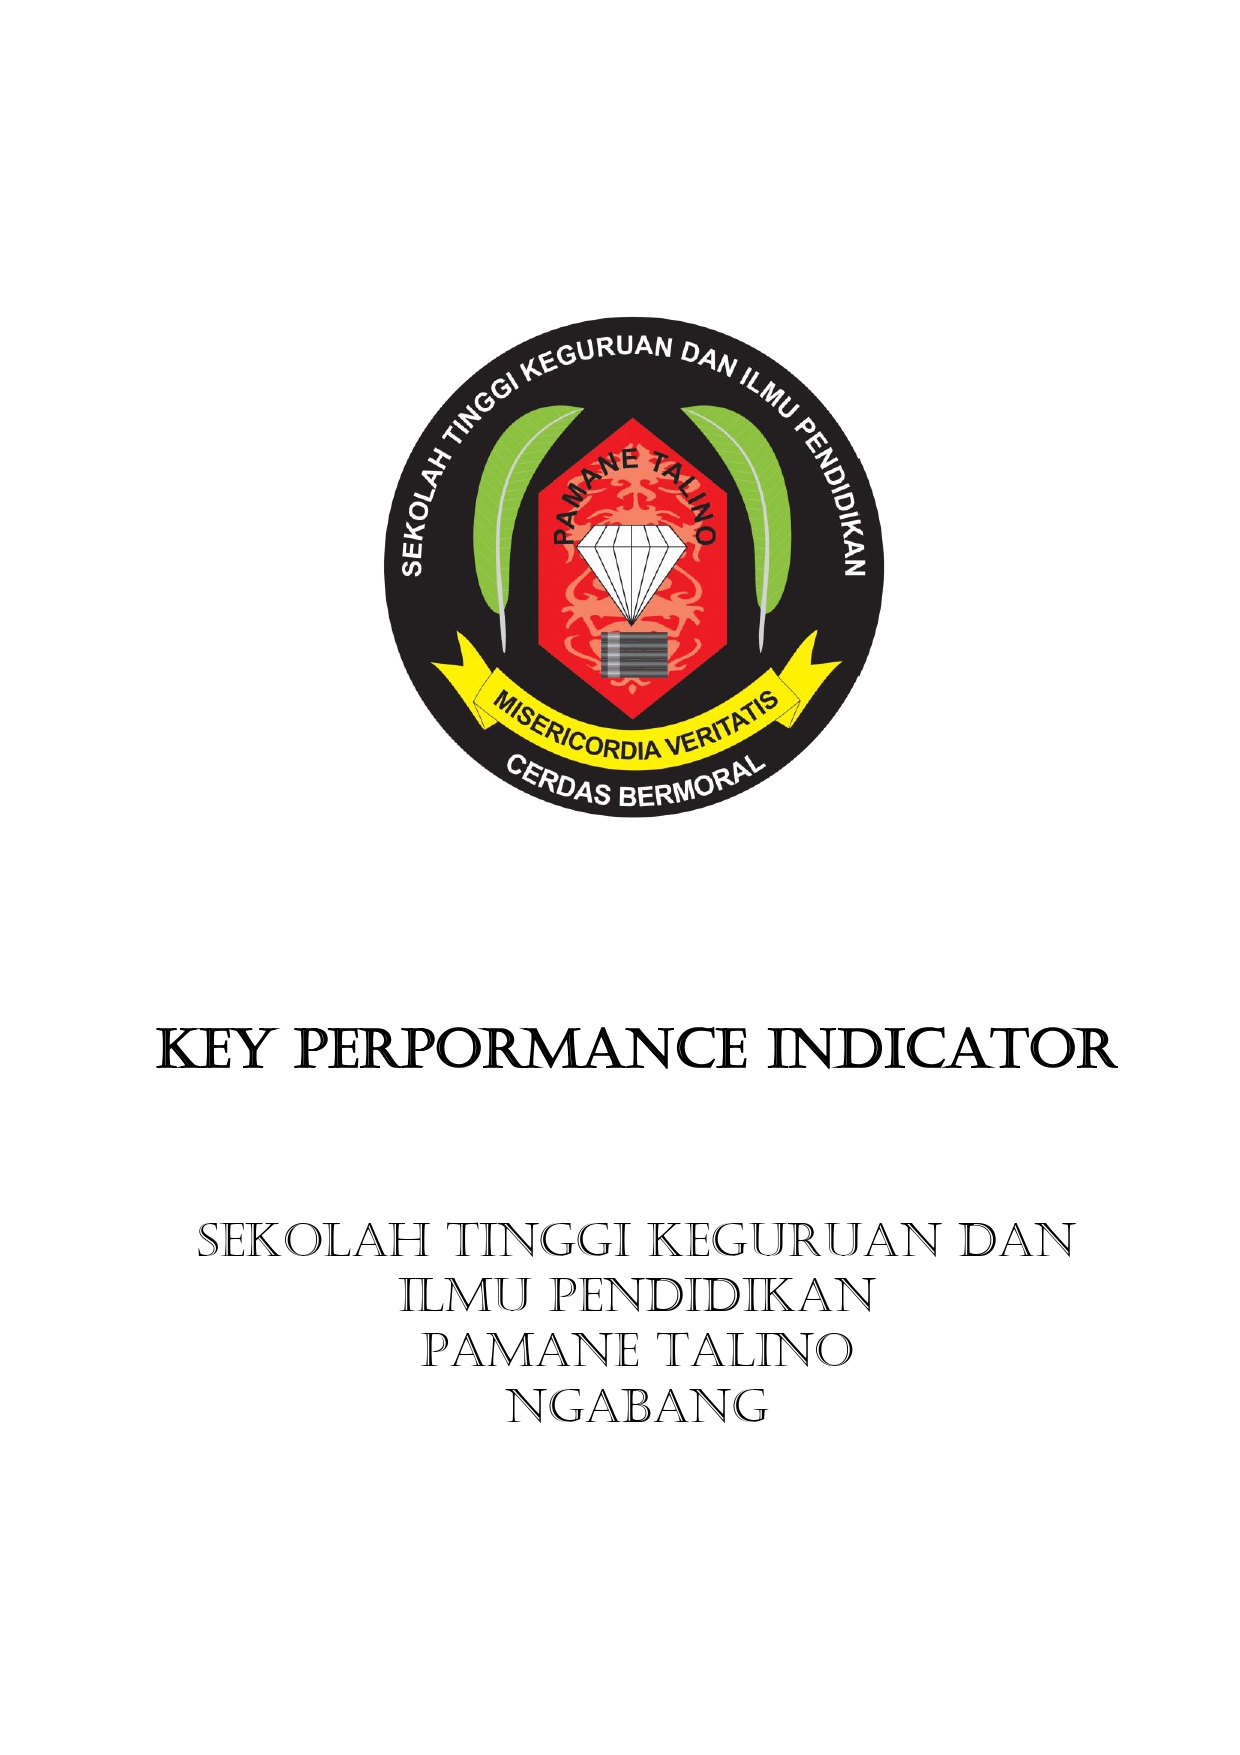 SEKOLAH TINGGI KEGURUAN DAN ILMU PENDIDIKAN
PAMANE TALINO
MISERICORDIA VERITATIS
CERDAS BERMORAL
KEY PERPORMANCE INDICATOR
SEKOLAH TINGGI KEGURUAN DAN
ILMU PENDIDIKAN
PAMANE TALINO
NGABANG